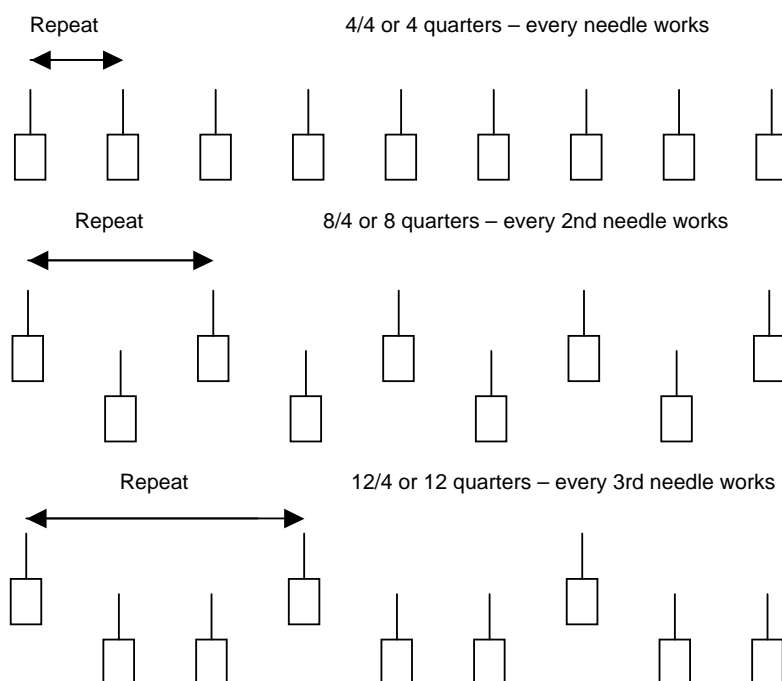 Repeat 4/4 or 4 quarters – every needle works
Repeat 8/4 or 8 quarters – every 2nd needle works
Repeat 12/4 or 12 quarters – every 3rd needle works